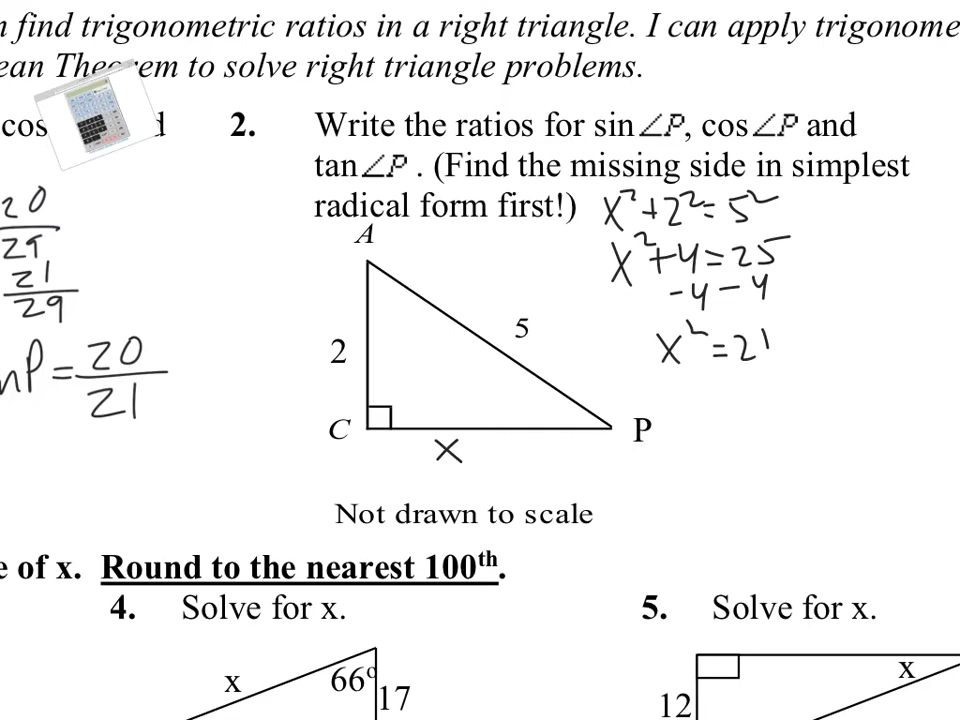 n find trigonometric ratios in a right triangle. I can apply trigonome
ean Theorem to solve right triangle problems.
cos d
2. Write the ratios for sin∠P, cos∠P and
tan∠P . (Find the missing side in simplest
radical form first!)
20
29
21
29
nP = 20
21
x²+2²=5²
x²+4=25
-4 -4
x²=21
A
2
5
C
P
x
Not drawn to scale
e of x. Round to the nearest 100th.
4. Solve for x.
5. Solve for x.
x
66°
17
12
x